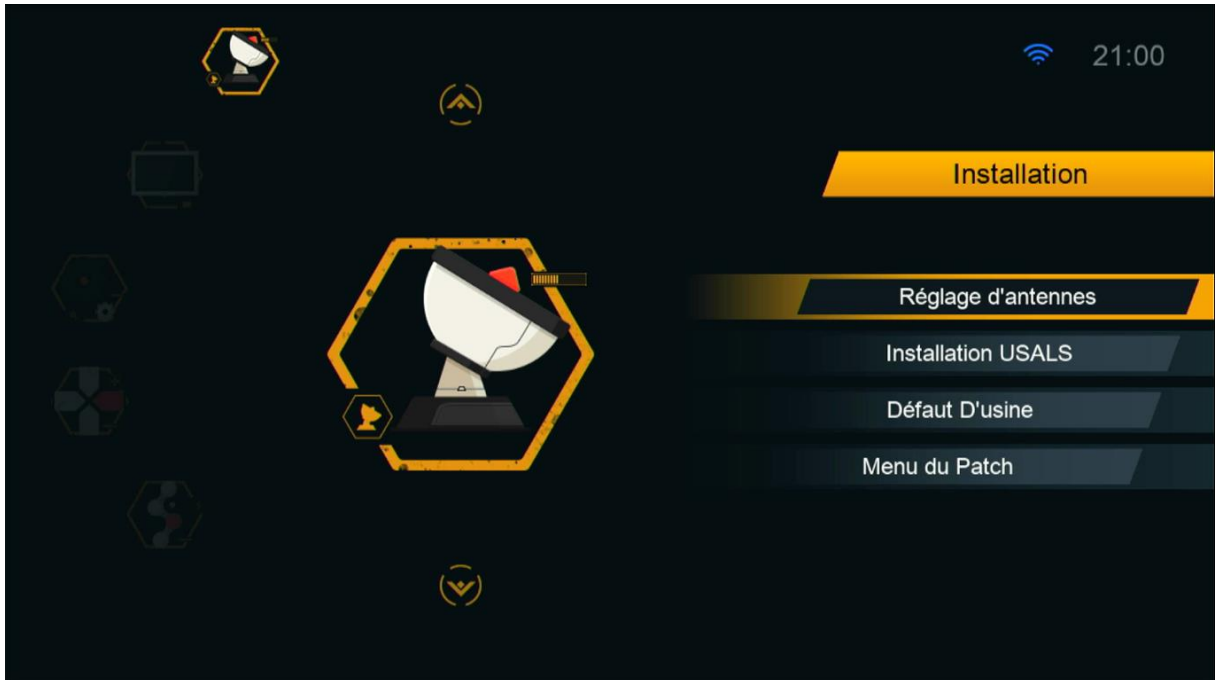 21:00
Installation
Réglage d'antennes
Installation USALS
Défaut D'usine
Menu du Patch